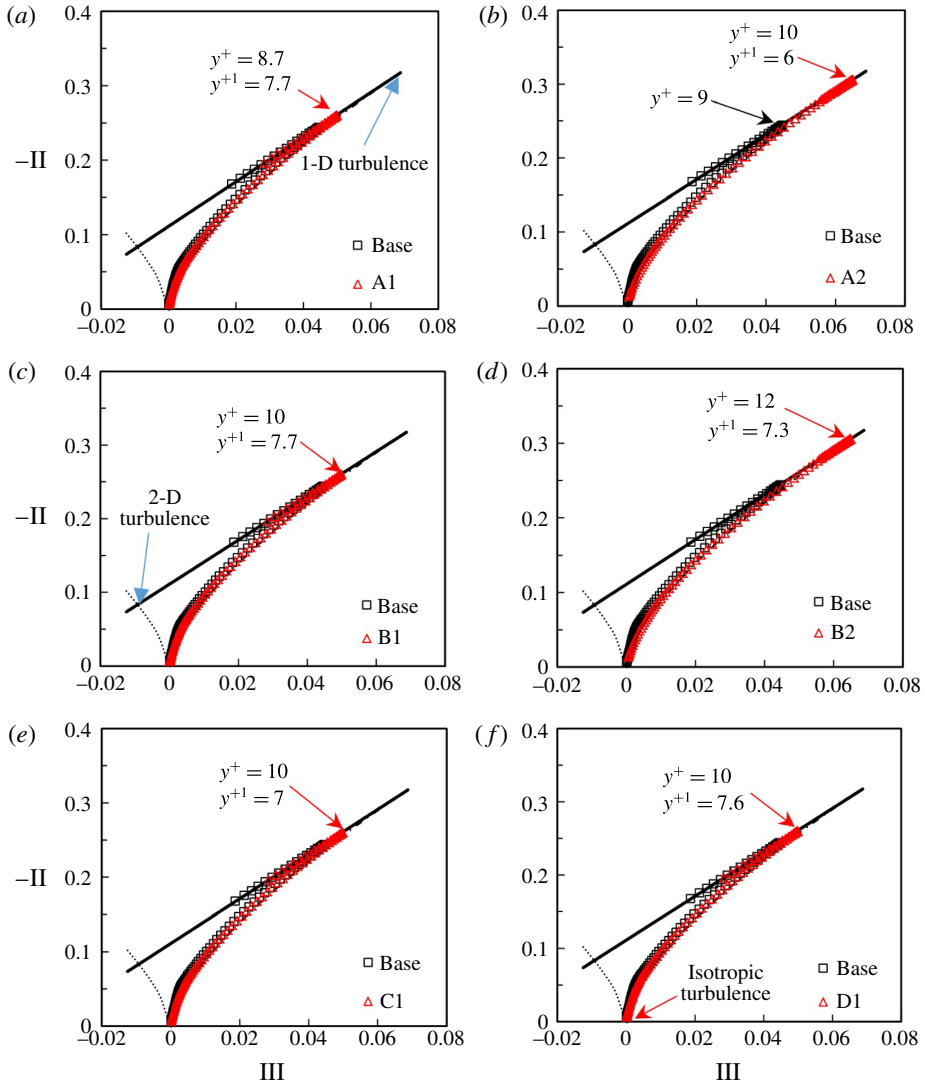 (a)
0.4
0.3
0.2
0.1
0
–II
y⁺ = 8.7
y⁺¹ = 7.7
1-D turbulence
Base
A1
–0.02 0 0.02 0.04 0.06 0.08
(b)
0.4
0.3
0.2
0.1
0
y⁺ = 10
y⁺¹ = 6
y⁺ = 9
Base
A2
–0.02 0 0.02 0.04 0.06 0.08
(c)
0.4
0.3
0.2
0.1
0
–II
y⁺ = 10
y⁺¹ = 7.7
2-D
turbulence
Base
B1
–0.02 0 0.02 0.04 0.06 0.08
(d)
0.4
0.3
0.2
0.1
0
y⁺ = 12
y⁺¹ = 7.3
Base
B2
–0.02 0 0.02 0.04 0.06 0.08
(e)
0.4
0.3
0.2
0.1
0
–II
y⁺ = 10
y⁺¹ = 7
Base
C1
–0.02 0 0.02 0.04 0.06 0.08
III
(f)
0.4
0.3
0.2
0.1
0
y⁺ = 10
y⁺¹ = 7.6
Isotropic
turbulence
Base
D1
–0.02 0 0.02 0.04 0.06 0.08
III